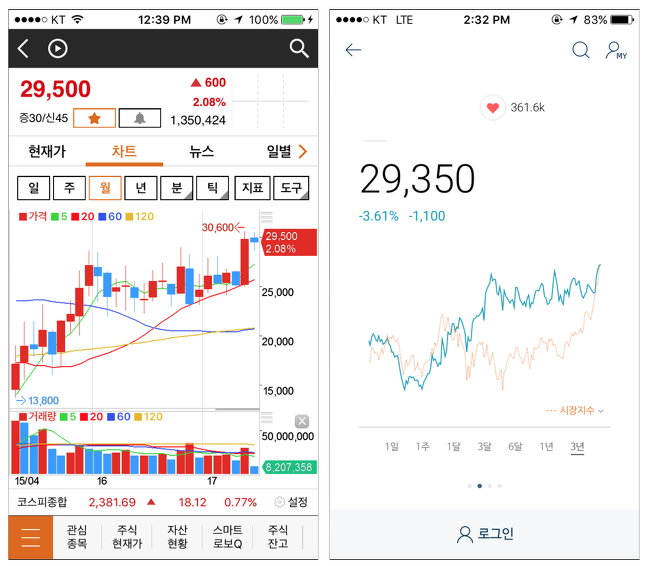 KT 12:39 PM 100%
29,500
600
2.08%
증30/신45
1,350,424
현재가 차트 뉴스 일별
일 주 월 년 분 틱 지표 도구
가격 5 20 60 120
30,600
29,500
2.08%
25,000
20,000
15,000
13,800
거래량 5 20 60 120
50,000,000
8,207,358
15/04 16 17
코스피종합 2,381.69 18.12 0.77% 설정
관심
종목
주식
현재가
자산
현황
스마트
로보Q
주식
잔고
KT LTE 2:32 PM 83%
MY
361.6k
29,350
-3.61% -1,100
시장지수
1일 1주 1달 3달 6달 1년 3년
로그인